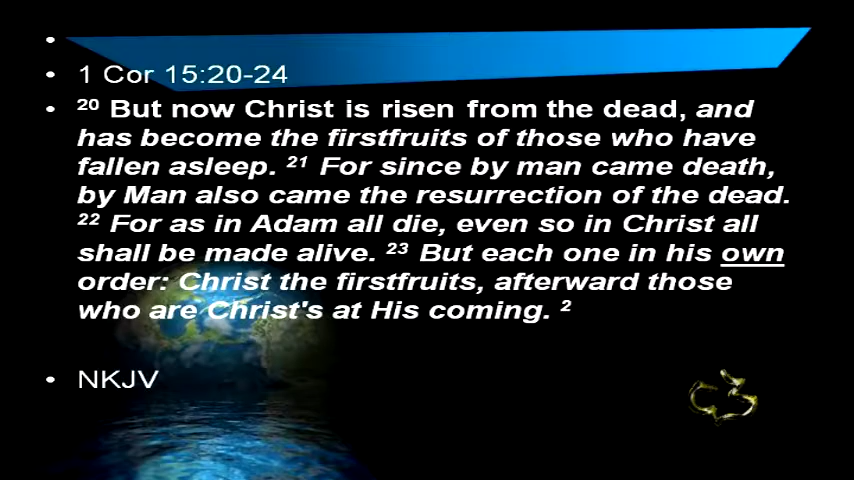 •
• 1 Cor 15:20-24
• 20 But now Christ is risen from the dead, and
has become the firstfruits of those who have
fallen asleep. 21 For since by man came death,
by Man also came the resurrection of the dead.
22 For as in Adam all die, even so in Christ all
shall be made alive. 23 But each one in his own
order: Christ the firstfruits, afterward those
who are Christ's at His coming. 2
• NKJV
C3